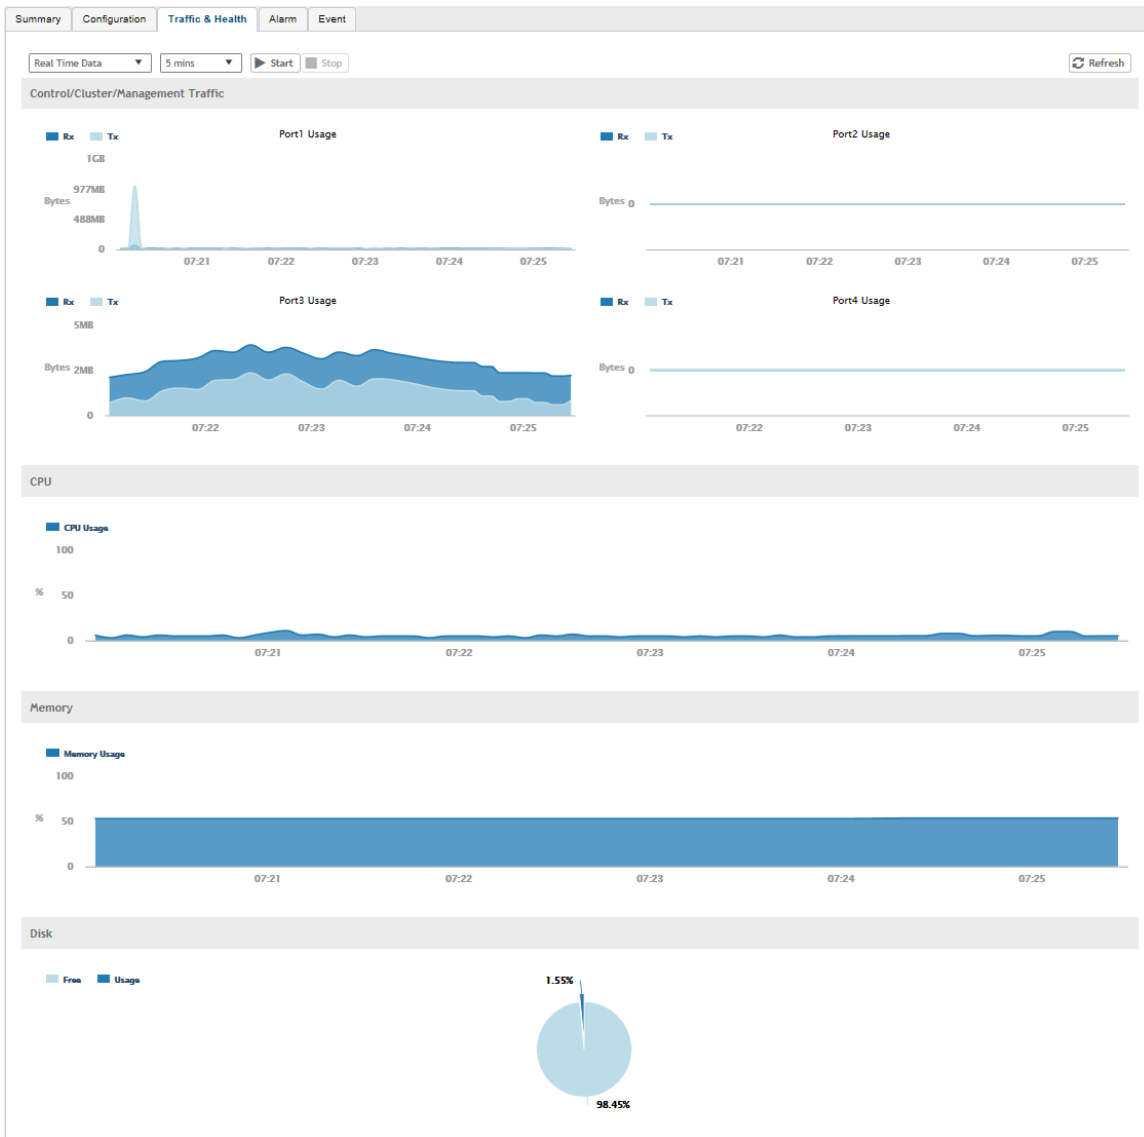 Summary Configuration Traffic & Health Alarm Event
Real Time Data 5 mins Start Stop Refresh
Control/Cluster/Management Traffic
Rx Tx Port1 Usage
1GB
977MB
Bytes
488MB
0
07:21 07:22 07:23 07:24 07:25
Rx Tx Port2 Usage
Bytes 0
07:21 07:22 07:23 07:24 07:25
Rx Tx Port3 Usage
5MB
Bytes 2MB
0
07:22 07:23 07:24 07:25
Rx Tx Port4 Usage
Bytes 0
07:22 07:23 07:24 07:25
CPU
CPU Usage
100
% 50
0
07:21 07:22 07:23 07:24 07:25
Memory
Memory Usage
100
% 50
0
07:21 07:22 07:23 07:24 07:25
Disk
Free Usage
1.55%
98.45%